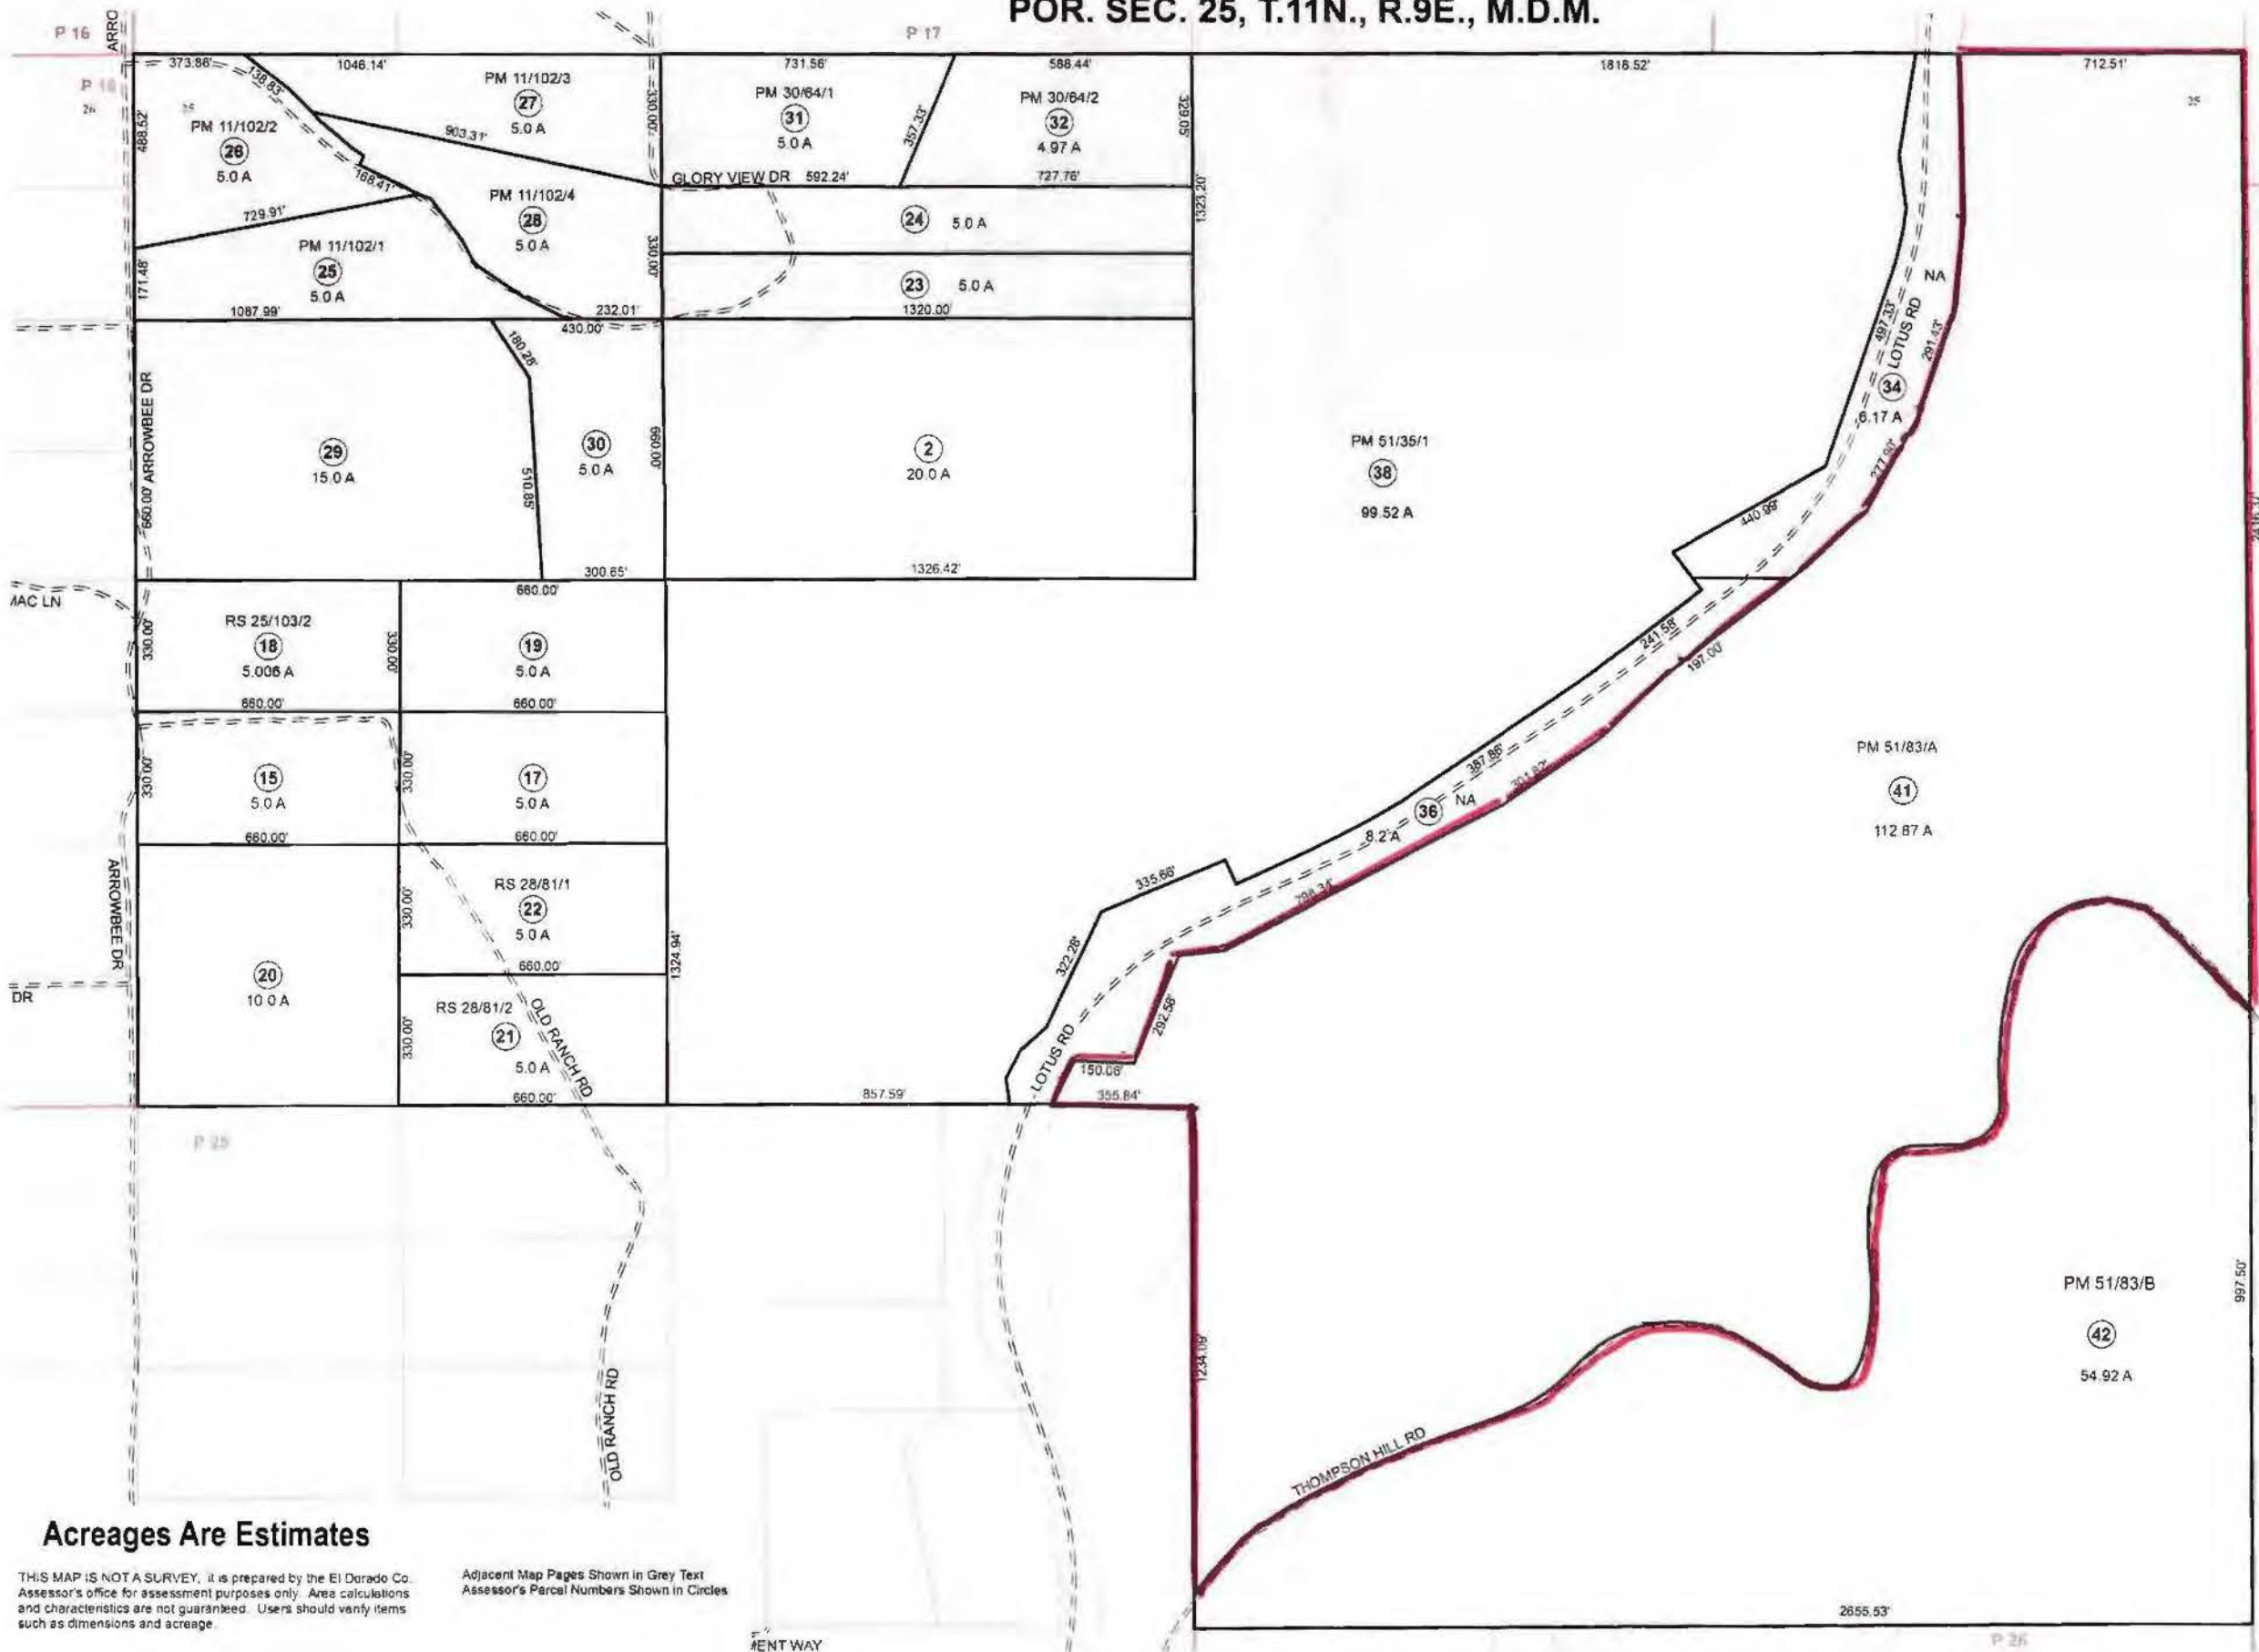 POR. SEC. 25, T.11N., R.9E., M.D.M.
P 16
ARRO
P 17
373.86'
1046.14'
731.56'
588.44'
1818.52'
712.51'
138.83'
PM 11/102/3
27
5.0 A
330.00'
PM 30/64/1
31
5.0 A
357.33'
PM 30/64/2
32
4.97 A
329.05'
26
35
488.52'
PM 11/102/2
26
5.0 A
903.31'
168.41'
GLORY VIEW DR 592.24'
727.76'
PM 11/102/4
28
5.0 A
729.91'
1323.20'
24 5.0 A
PM 11/102/1
25
5.0 A
171.48'
330.00'
23 5.0 A
1087.99'
232.01'
1320.00'
430.00'
NA
LOTUS RD
497.33'
291.43'
34
6.17 A
277.90'
180.28'
660.00' ARROWBEE DR
29
15.0 A
510.85'
30
5.0 A
660.00'
2
20.0 A
PM 51/35/1
38
99.52 A
440.99'
300.65'
1326.42'
MAC LN
660.00'
330.00'
RS 25/103/2
18
5.006 A
330.00'
19
5.0 A
241.58'
197.00'
660.00'
660.00'
330.00'
15
5.0 A
330.00'
17
5.0 A
387.86'
301.82'
PM 51/83/A
41
112.87 A
36
NA
8.2 A
660.00'
660.00'
335.66'
ARROWBEE DR
330.00'
RS 28/81/1
22
5.0 A
1324.94'
322.28'
20
10.0 A
660.00'
DR
RS 28/81/2
21
5.0 A
OLD RANCH RD
330.00'
292.58'
LOTUS RD
150.06'
660.00'
857.59'
355.84'
P 25
PM 51/83/B
42
54.92 A
997.50'
1234.09'
OLD RANCH RD
THOMPSON HILL RD
Acreages Are Estimates
THIS MAP IS NOT A SURVEY, it is prepared by the El Dorado Co.
Assessor's office for assessment purposes only. Area calculations
and characteristics are not guaranteed. Users should verify items
such as dimensions and acreage.
Adjacent Map Pages Shown in Grey Text
Assessor's Parcel Numbers Shown in Circles
2655.53'
MENT WAY
P 26